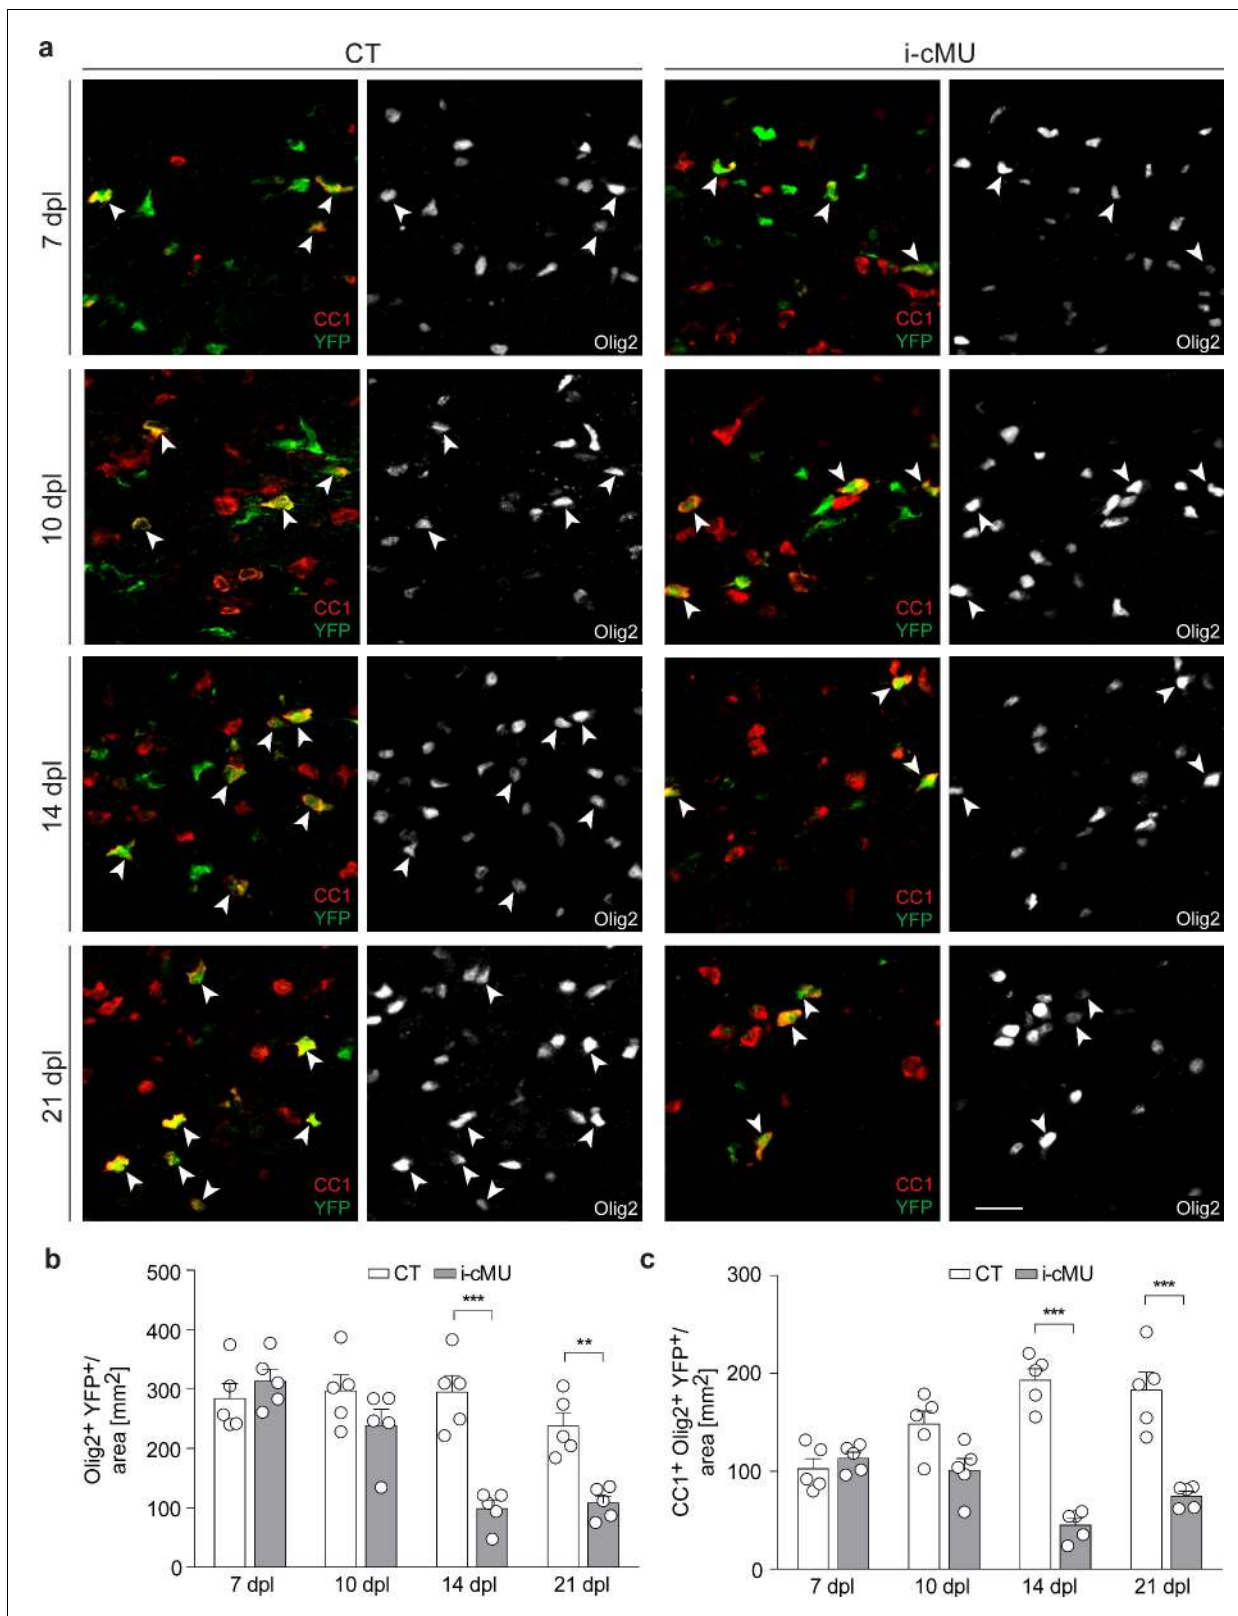 a
CT
i-cMU
7 dpl
CC1
YFP
Olig2
CC1
YFP
Olig2
10 dpl
CC1
YFP
Olig2
CC1
YFP
Olig2
14 dpl
CC1
YFP
Olig2
CC1
YFP
Olig2
21 dpl
CC1
YFP
Olig2
CC1
YFP
Olig2
b
CT i-cMU
Olig2+ YFP+/
area [mm2]
500
400
300
200
100
0
***
**
7 dpl 10 dpl 14 dpl 21 dpl
c
CT i-cMU
CC1+ Olig2+ YFP+/
area [mm2]
300
200
100
0
***
***
7 dpl 10 dpl 14 dpl 21 dpl